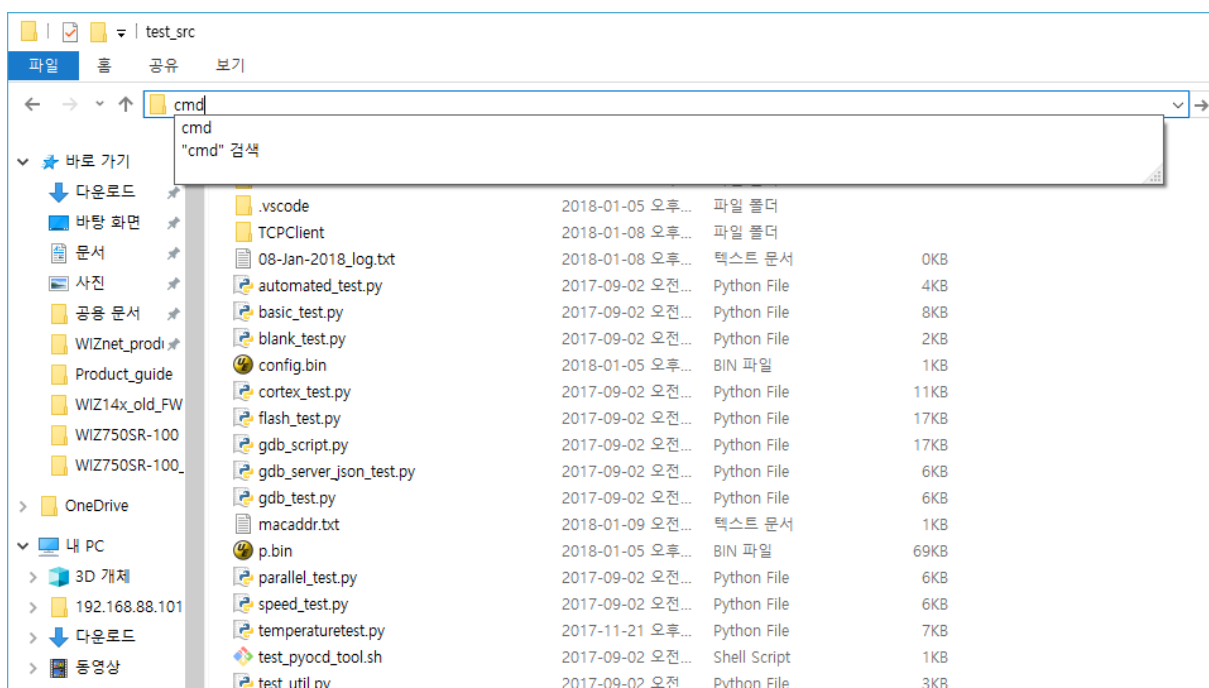 test_src
파일 홈 공유 보기
cmd
cmd
"cmd" 검색
바로 가기
다운로드
바탕 화면
문서
사진
공용 문서
WIZnet_produ
Product_guide
WIZ14x_old_FW
WIZ750SR-100
WIZ750SR-100_
OneDrive
내 PC
3D 개체
192.168.88.101
다운로드
동영상
.vscode 2018-01-05 오후... 파일 폴더
TCPClient 2018-01-08 오후... 파일 폴더
08-Jan-2018_log.txt 2018-01-08 오후... 텍스트 문서 0KB
automated_test.py 2017-09-02 오전... Python File 4KB
basic_test.py 2017-09-02 오전... Python File 8KB
blank_test.py 2017-09-02 오전... Python File 2KB
config.bin 2018-01-05 오후... BIN 파일 1KB
cortex_test.py 2017-09-02 오전... Python File 11KB
flash_test.py 2017-09-02 오전... Python File 17KB
gdb_script.py 2017-09-02 오전... Python File 17KB
gdb_server_json_test.py 2017-09-02 오전... Python File 6KB
gdb_test.py 2017-09-02 오전... Python File 6KB
macaddr.txt 2018-01-09 오전... 텍스트 문서 1KB
p.bin 2018-01-05 오후... BIN 파일 69KB
parallel_test.py 2017-09-02 오전... Python File 6KB
speed_test.py 2017-09-02 오전... Python File 6KB
temperaturetest.py 2017-11-21 오후... Python File 7KB
test_pyocd_tool.sh 2017-09-02 오전... Shell Script 1KB
test_util.py 2017-09-02 오전... Python File 3KB